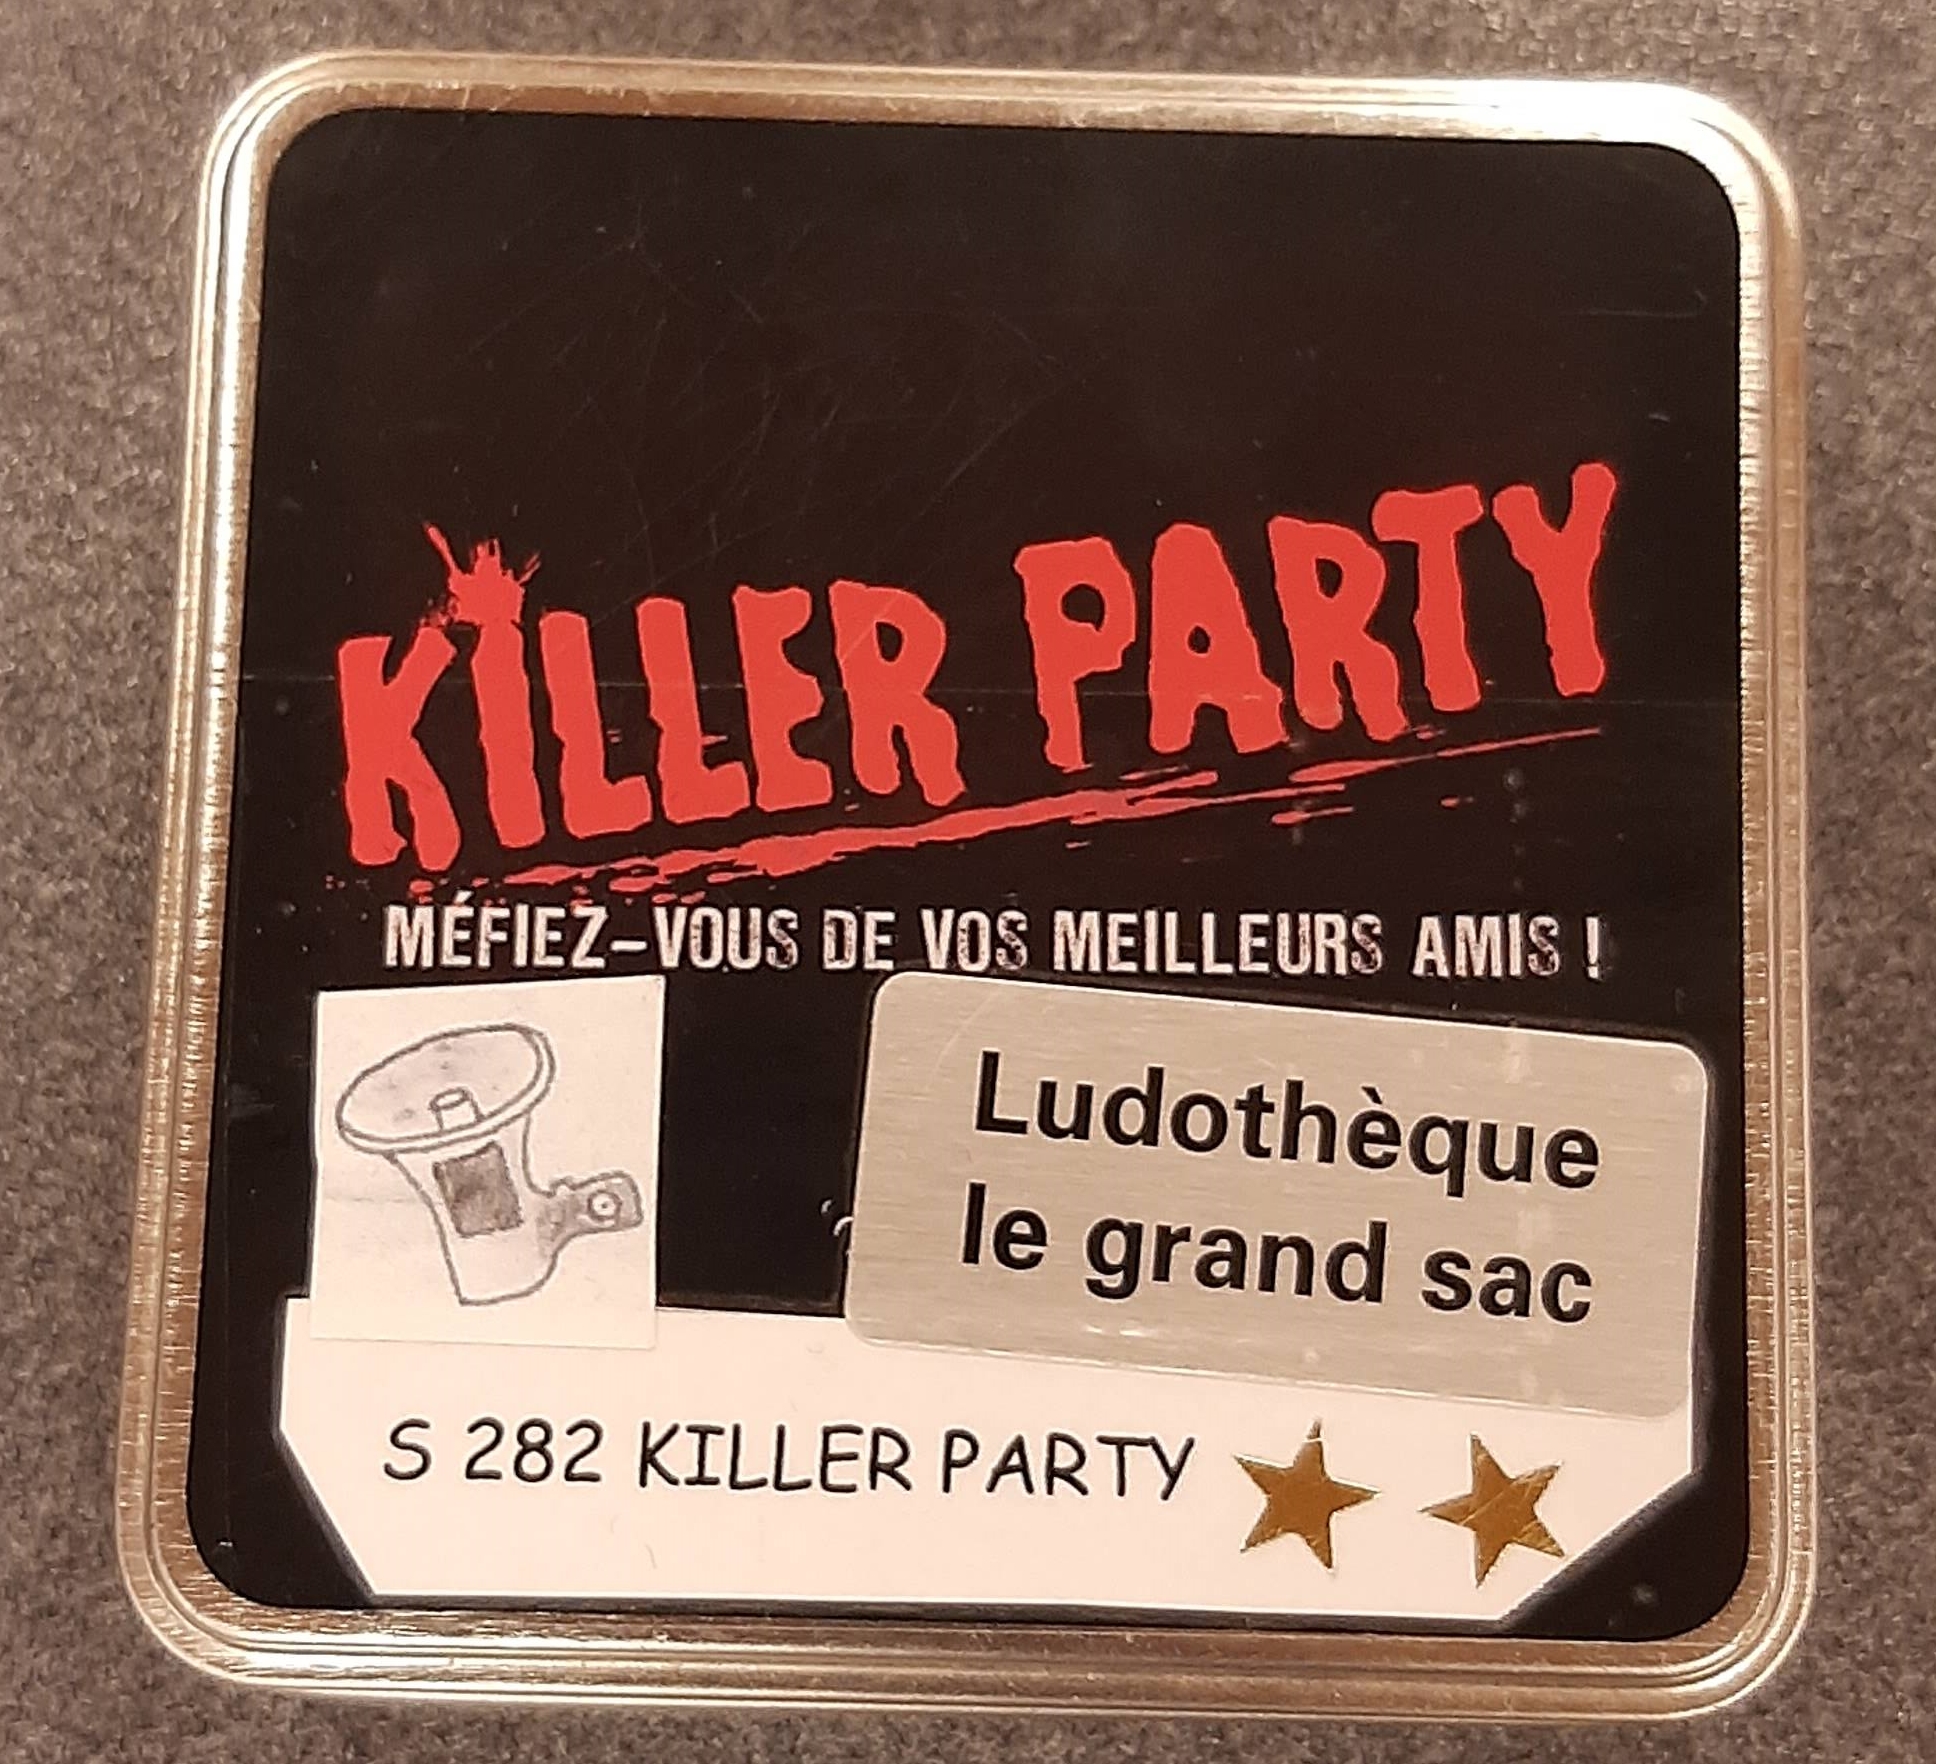 KILLER PARTY
MÉFIEZ-VOUS DE VOS MEILLEURS AMIS !
Ludothèque
le grand sac
S 282 KILLER PARTY